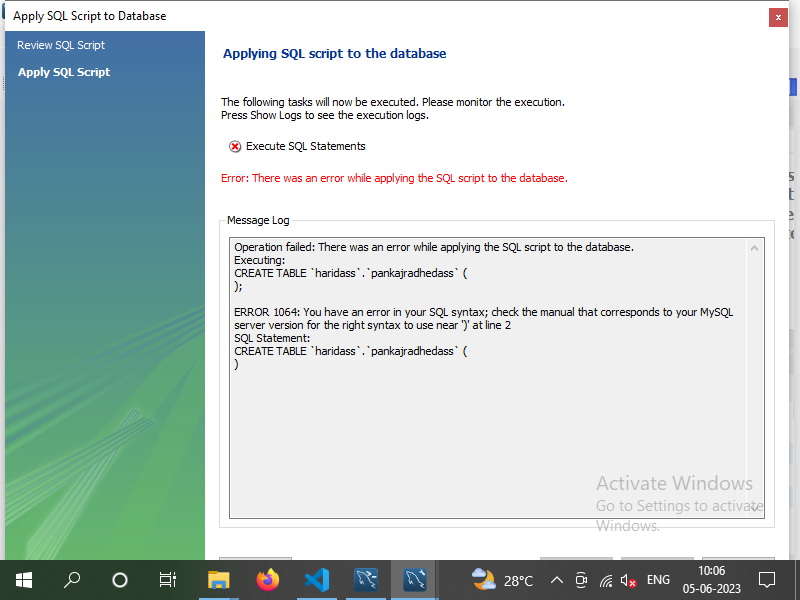 Apply SQL Script to Database
x
Review SQL Script
Apply SQL Script
Applying SQL script to the database
The following tasks will now be executed. Please monitor the execution.
Press Show Logs to see the execution logs.
Execute SQL Statements
Error: There was an error while applying the SQL script to the database.
Message Log
Operation failed: There was an error while applying the SQL script to the database.
Executing:
CREATE TABLE `haridass`.`pankajradhedass` (
);
ERROR 1064: You have an error in your SQL syntax; check the manual that corresponds to your MySQL
server version for the right syntax to use near ')' at line 2
SQL Statement:
CREATE TABLE `haridass`.`pankajradhedass` (
)
Activate Windows
Go to Settings to activate
Windows.
28°C
ENG
10:06
05-06-2023